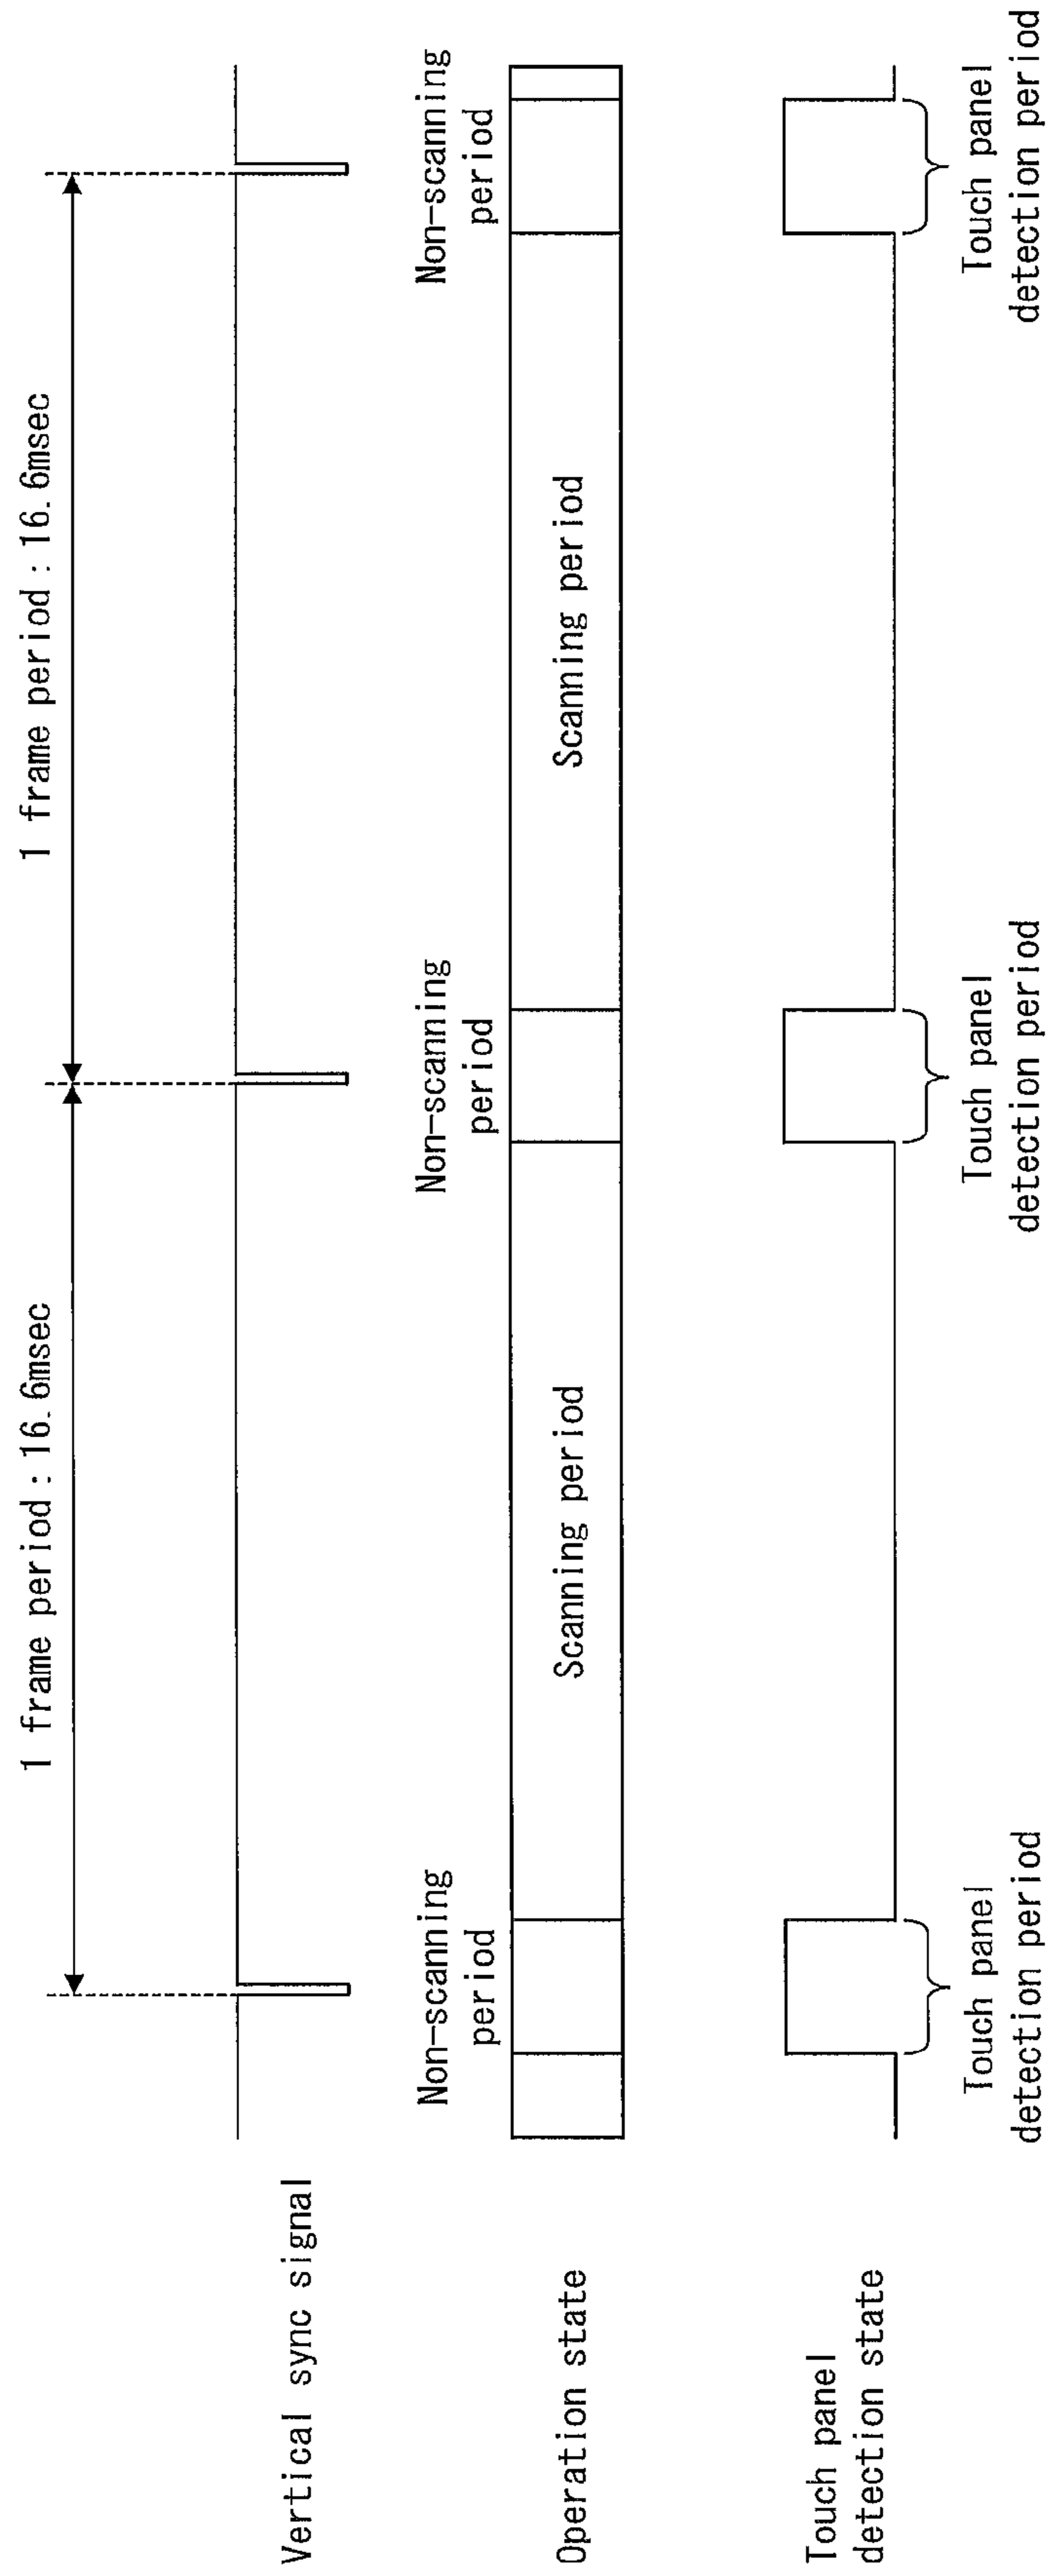 1 frame period : 16.6msec
1 frame period : 16.6msec
Vertical sync signal
Non-scanning
period
Non-scanning
period
Non-scanning
period
Operation state
Scanning period
Scanning period
Touch panel
detection state
Touch panel
detection period
Touch panel
detection period
Touch panel
detection period